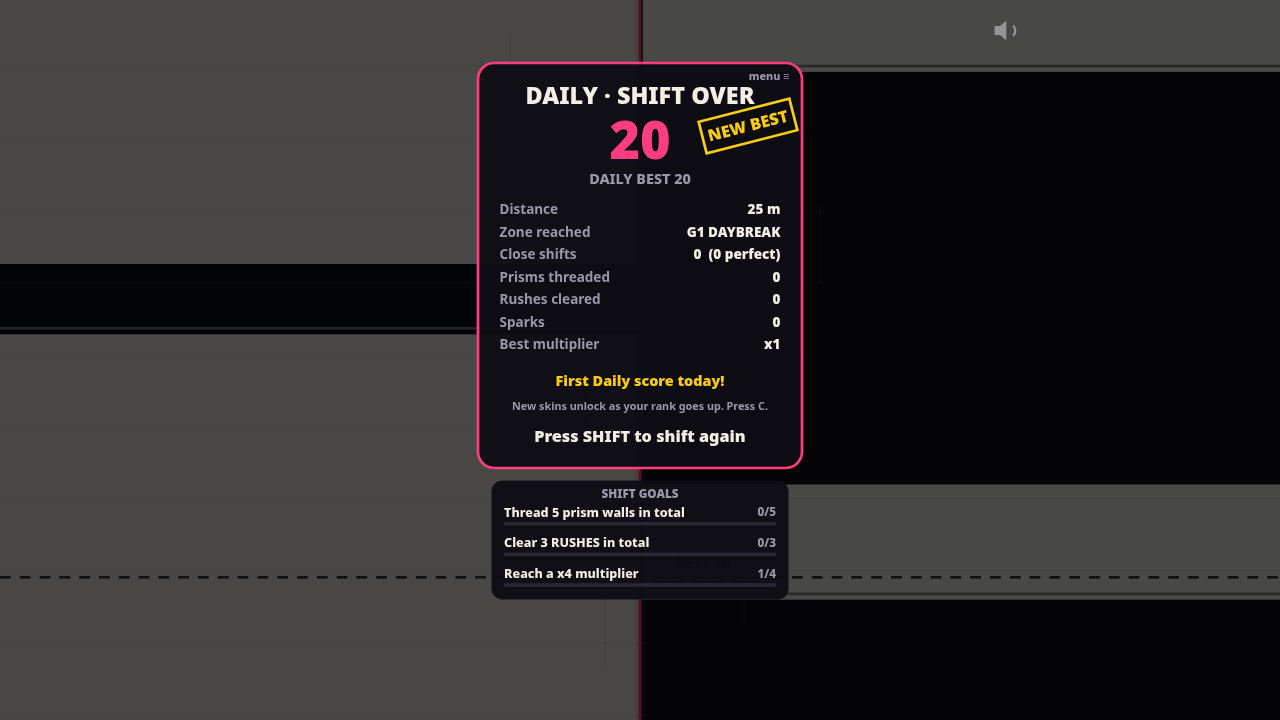 menu ≡
DAILY · SHIFT OVER
20
NEW BEST
DAILY BEST 20
Distance 25 m
Zone reached G1 DAYBREAK
Close shifts 0 (0 perfect)
Prisms threaded 0
Rushes cleared 0
Sparks 0
Best multiplier x1
First Daily score today!
New skins unlock as your rank goes up. Press C.
Press SHIFT to shift again
SHIFT GOALS
Thread 5 prism walls in total 0/5
Clear 3 RUSHES in total 0/3
Reach a x4 multiplier 1/4